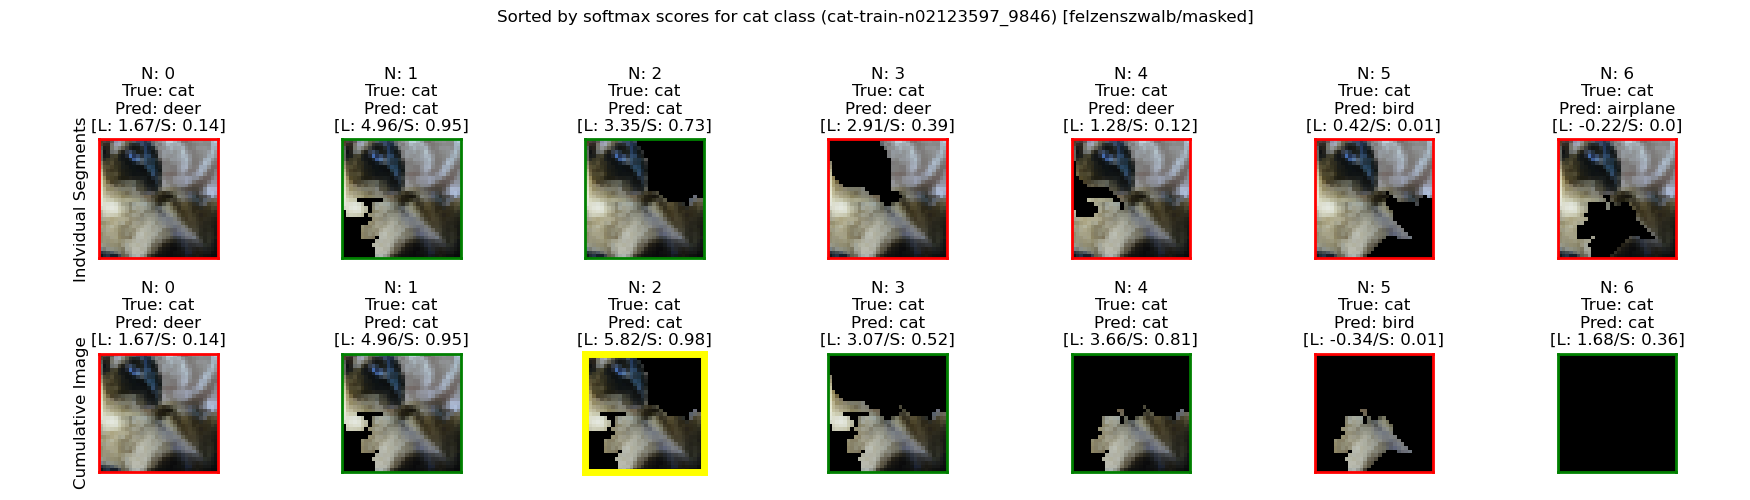 Sorted by softmax scores for cat class (cat-train-n02123597_9846) [felzenszwalb/masked]
Individual Segments
N: 0
True: cat
Pred: deer
[L: 1.67/S: 0.14]
N: 1
True: cat
Pred: cat
[L: 4.96/S: 0.95]
N: 2
True: cat
Pred: cat
[L: 3.35/S: 0.73]
N: 3
True: cat
Pred: deer
[L: 2.91/S: 0.39]
N: 4
True: cat
Pred: deer
[L: 1.28/S: 0.12]
N: 5
True: cat
Pred: bird
[L: 0.42/S: 0.01]
N: 6
True: cat
Pred: airplane
[L: -0.22/S: 0.0]
Cumulative Image
N: 0
True: cat
Pred: deer
[L: 1.67/S: 0.14]
N: 1
True: cat
Pred: cat
[L: 4.96/S: 0.95]
N: 2
True: cat
Pred: cat
[L: 5.82/S: 0.98]
N: 3
True: cat
Pred: cat
[L: 3.07/S: 0.52]
N: 4
True: cat
Pred: cat
[L: 3.66/S: 0.81]
N: 5
True: cat
Pred: bird
[L: -0.34/S: 0.01]
N: 6
True: cat
Pred: cat
[L: 1.68/S: 0.36]